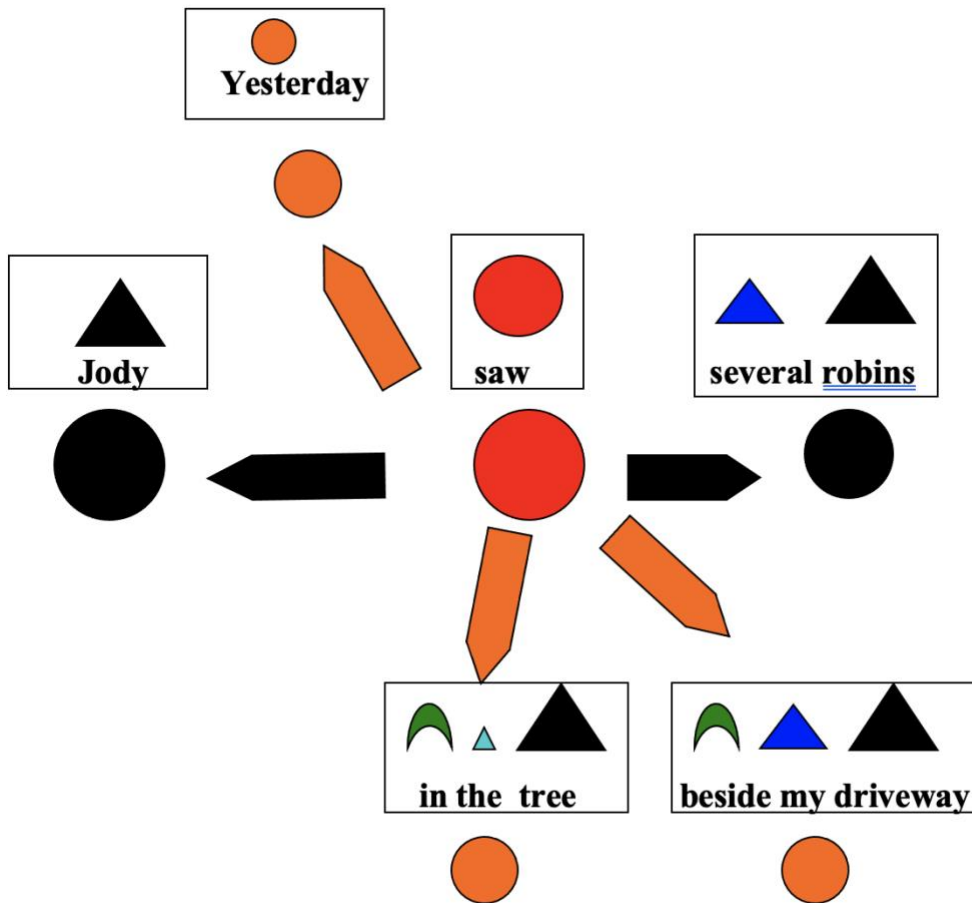 Yesterday
Jody
saw
several robins
in the tree
beside my driveway